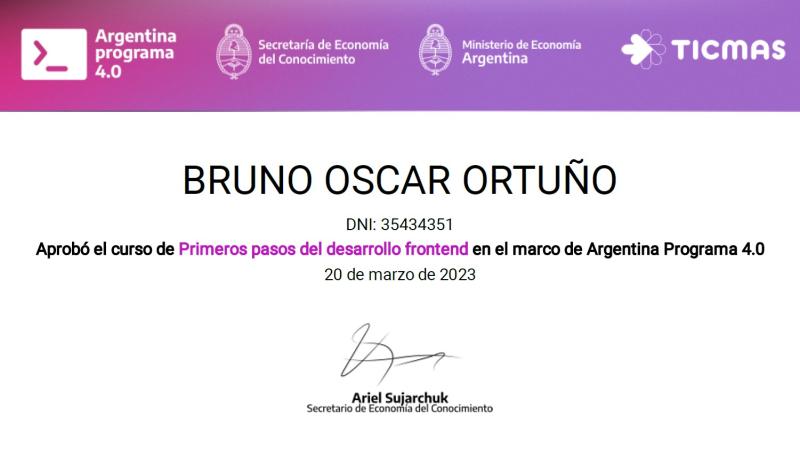 Argentina
programa
4.0
Secretaría de Economía
del Conocimiento
Ministerio de Economía
Argentina
TICMAS
BRUNO OSCAR ORTUÑO
DNI: 35434351
Aprobó el curso de Primeros pasos del desarrollo frontend en el marco de Argentina Programa 4.0
20 de marzo de 2023
Ariel Sujarchuk
Secretario de Economía del Conocimiento